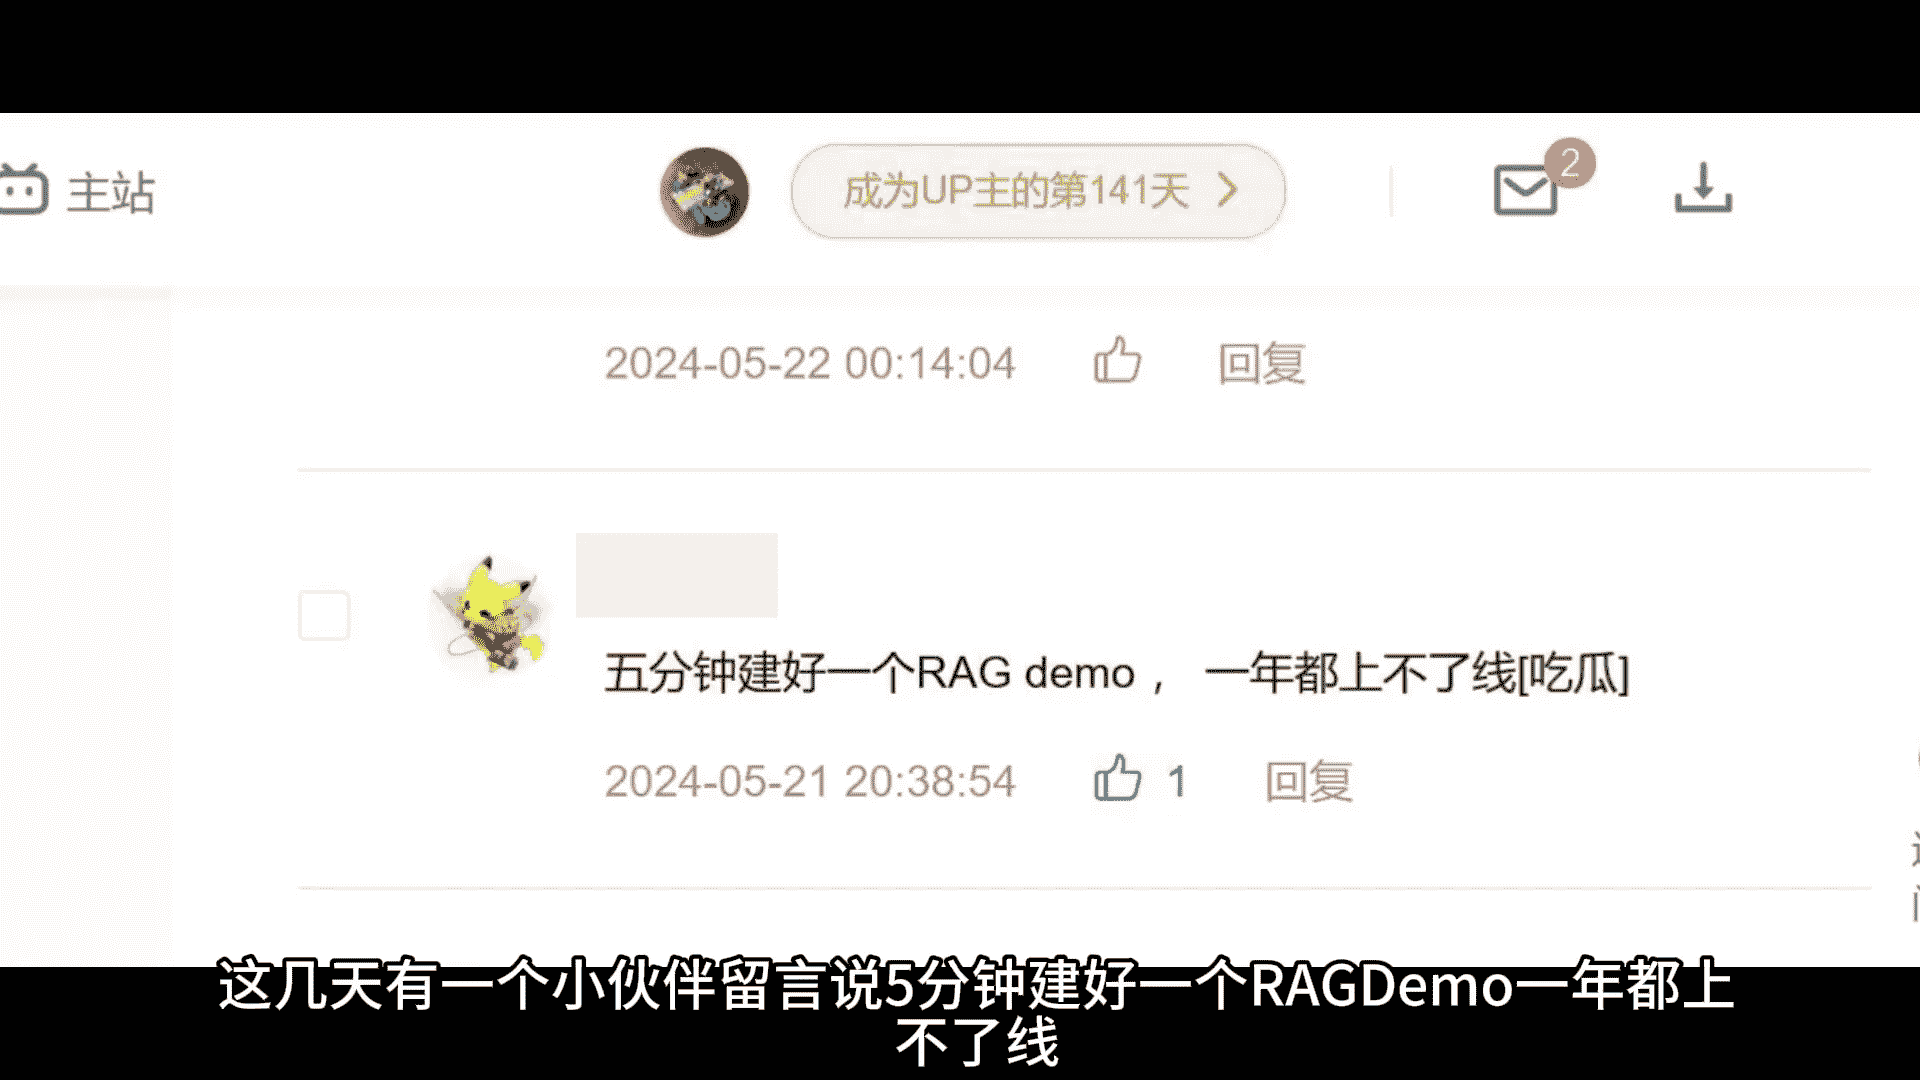 主站
成为UP主的第141天
2
2024-05-22 00:14:04
回复
五分钟建好一个RAG demo， 一年都上不了线[吃瓜]
2024-05-21 20:38:54
1
回复
这几天有一个小伙伴留言说5分钟建好一个RAGDemo一年都上
不了线